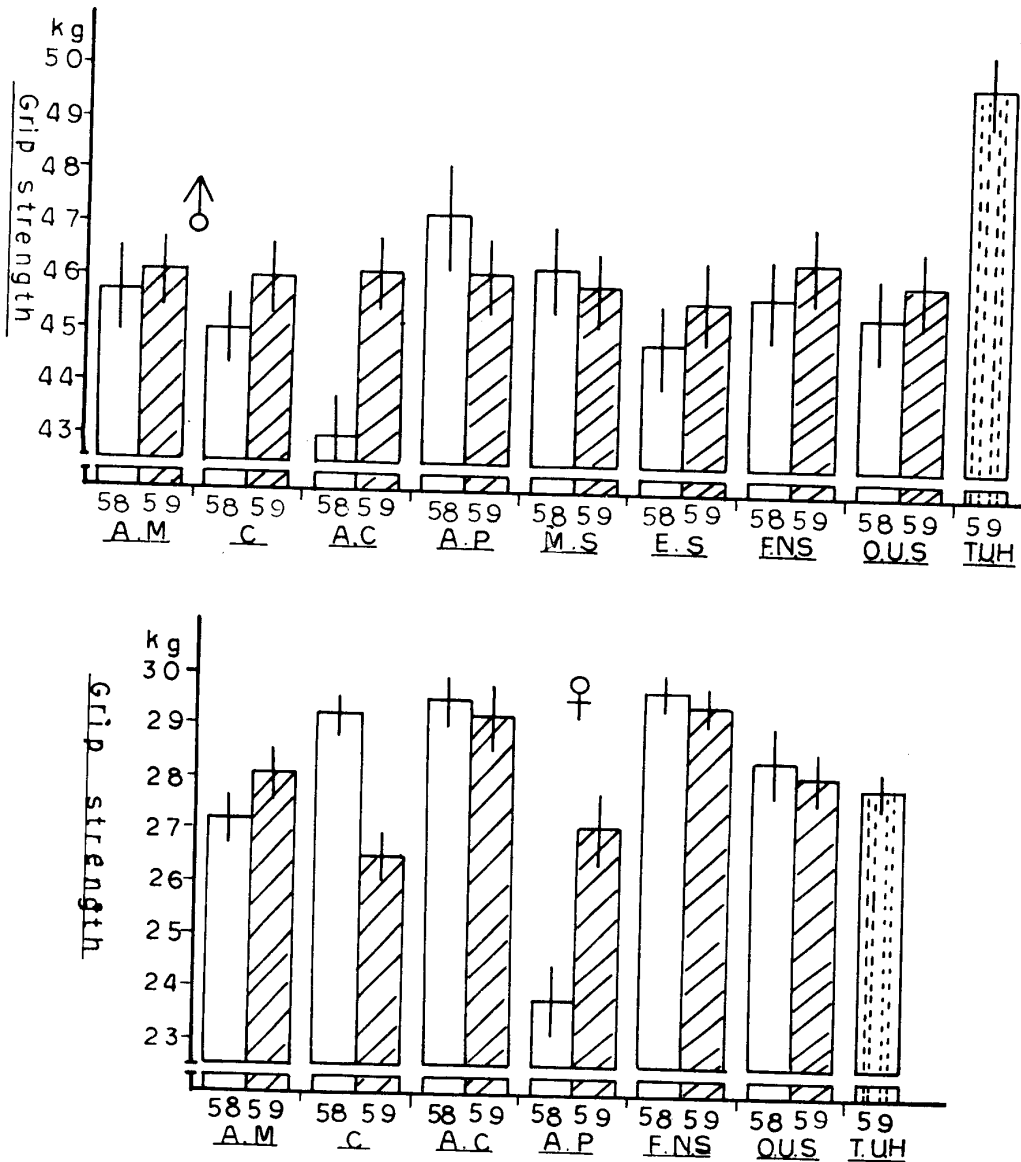 kg
50
49
48
47
46
45
44
43
Grip strength
♂
58 59 58 59 58 59 58 59 58 59 58 59 58 59 58 59 59
A.M C A.C A.P M.S E.S F.N.S O.U.S T.U.H
kg
30
29
28
27
26
25
24
23
Grip strength
♀
58 59 58 59 58 59 58 59 58 59 58 59 59
A.M C A.C A.P F.N.S O.U.S T.U.H